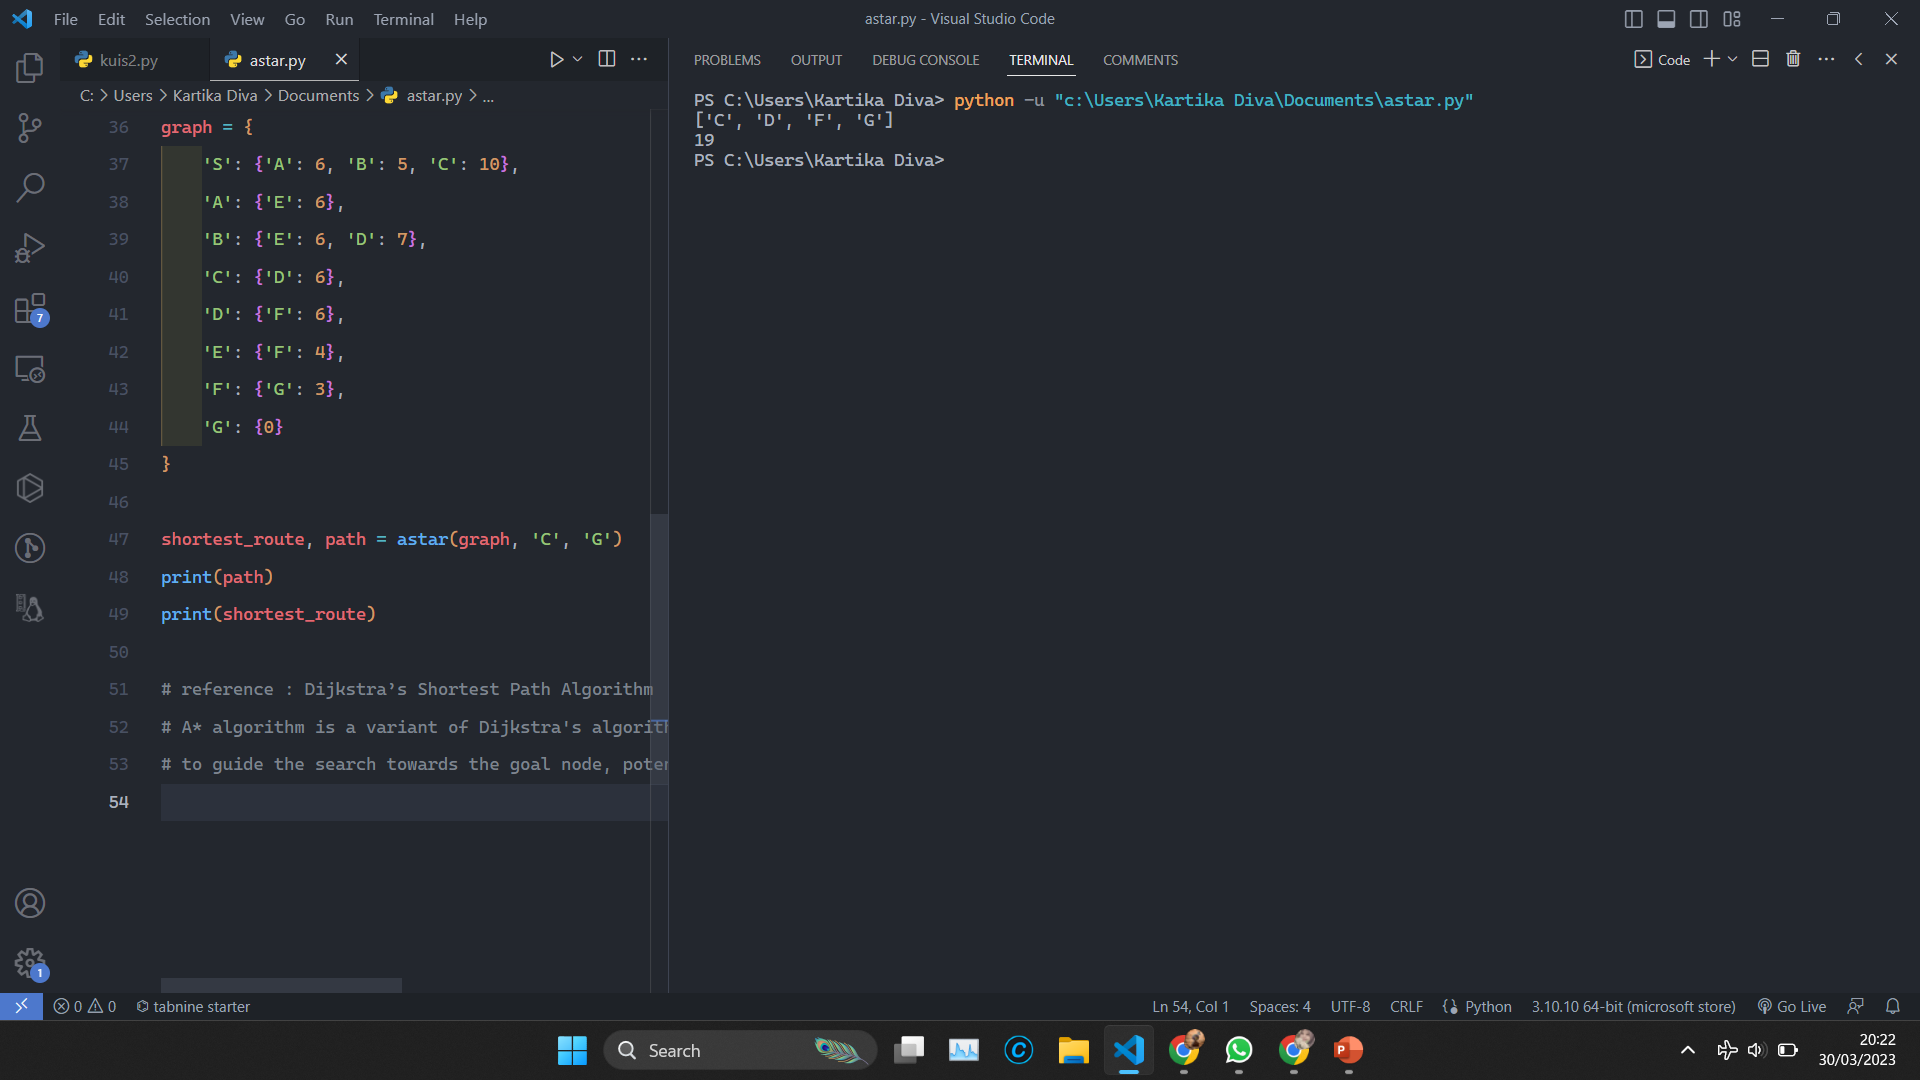 File Edit Selection View Go Run Terminal Help
astar.py - Visual Studio Code
kuis2.py
astar.py
C: > Users > Kartika Diva > Documents > astar.py > ...
36 graph = {
37 'S': {'A': 6, 'B': 5, 'C': 10},
38 'A': {'E': 6},
39 'B': {'E': 6, 'D': 7},
40 'C': {'D': 6},
41 'D': {'F': 6},
42 'E': {'F': 4},
43 'F': {'G': 3},
44 'G': {0}
45 }
46
47 shortest_route, path = astar(graph, 'C', 'G')
48 print(path)
49 print(shortest_route)
50
51 # reference : Dijkstra’s Shortest Path Algorithm
52 # A* algorithm is a variant of Dijkstra's algorith
53 # to guide the search towards the goal node, poter
54
PROBLEMS OUTPUT DEBUG CONSOLE TERMINAL COMMENTS
Code
PS C:\Users\Kartika Diva> python -u "c:\Users\Kartika Diva\Documents\astar.py"
['C', 'D', 'F', 'G']
19
PS C:\Users\Kartika Diva>
7
1
0 0 tabnine starter
Ln 54, Col 1 Spaces: 4 UTF-8 CRLF Python 3.10.10 64-bit (microsoft store) Go Live
Search
20:22
30/03/2023